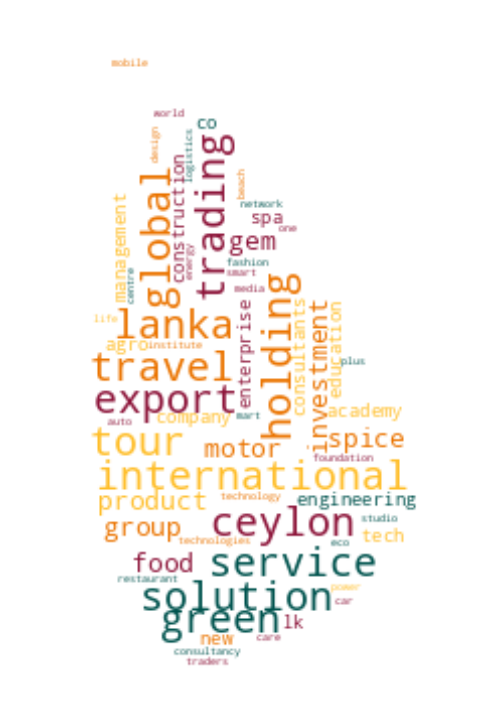 mobile
world
co
design
logistics
trading
construction
global
beach
energy
management
centre
network
spa
one
gem
fashion
smart
media
life
lanka
holding
enterprise
consultants
investment
education
agro
institute
travel
plus
export
company
mart
academy
auto
tour
motor
spice
foundation
international
product
technology
engineering
group
ceylon
studio
technologies
eco
tech
food
service
restaurant
solution
power
car
green
lk
new
care
consultancy
traders